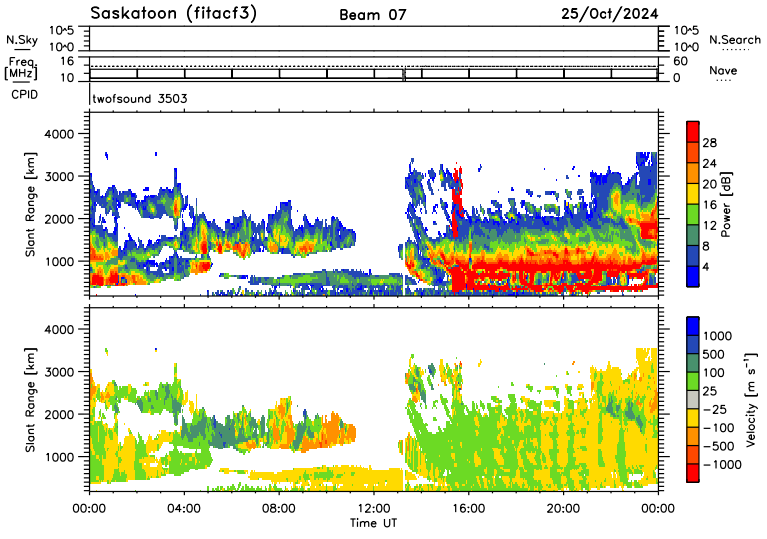 Saskatoon (fitacf3) Beam 07 25/Oct/2024
N.Sky 10^5 10^0 10^5 10^0 N.Search
Freq. [MHz] 16 10 60 0 Nave
CPID twofsound 3503
Slant Range [km] 4000 3000 2000 1000
28 24 20 16 12 8 4 Power [dB]
Slant Range [km] 4000 3000 2000 1000
1000 500 100 25 -25 -100 -500 -1000 Velocity [m s^-1]
00:00 04:00 08:00 12:00 16:00 20:00 00:00
Time UT